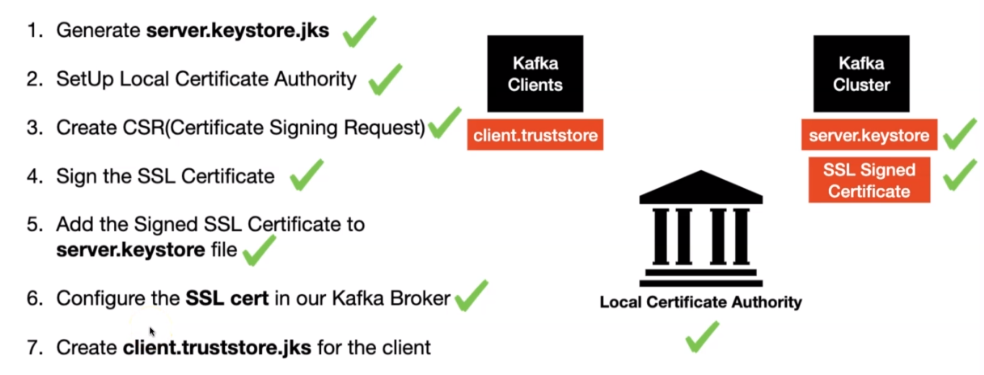 1. Generate server.keystore.jks
2. SetUp Local Certificate Authority
3. Create CSR(Certificate Signing Request)
4. Sign the SSL Certificate
5. Add the Signed SSL Certificate to
server.keystore file
6. Configure the SSL cert in our Kafka Broker
7. Create client.truststore.jks for the client
Kafka
Clients
client.truststore
Kafka
Cluster
server.keystore
SSL Signed
Certificate
Local Certificate Authority